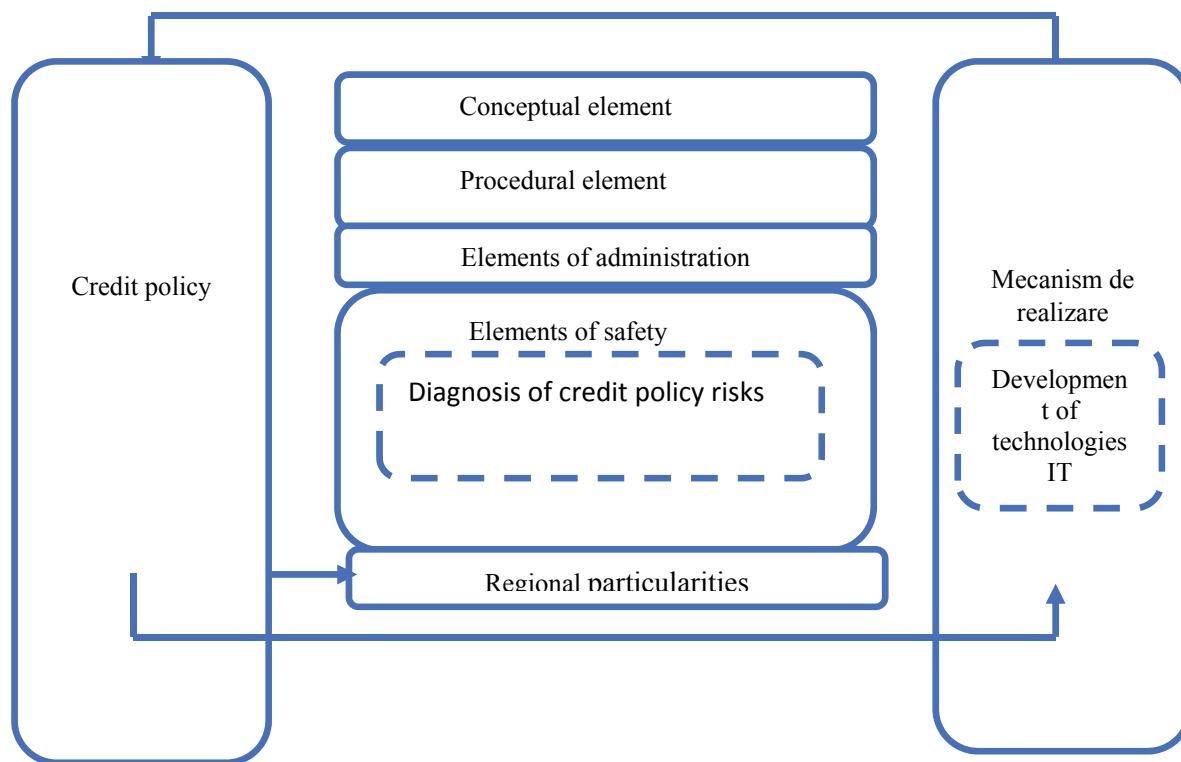 Conceptual element
Procedural element
Elements of administration
Credit policy
Elements of safety
Diagnosis of credit policy risks
Regional particularities
Mecanism de
realizare
Developmen
t of
technologies
IT